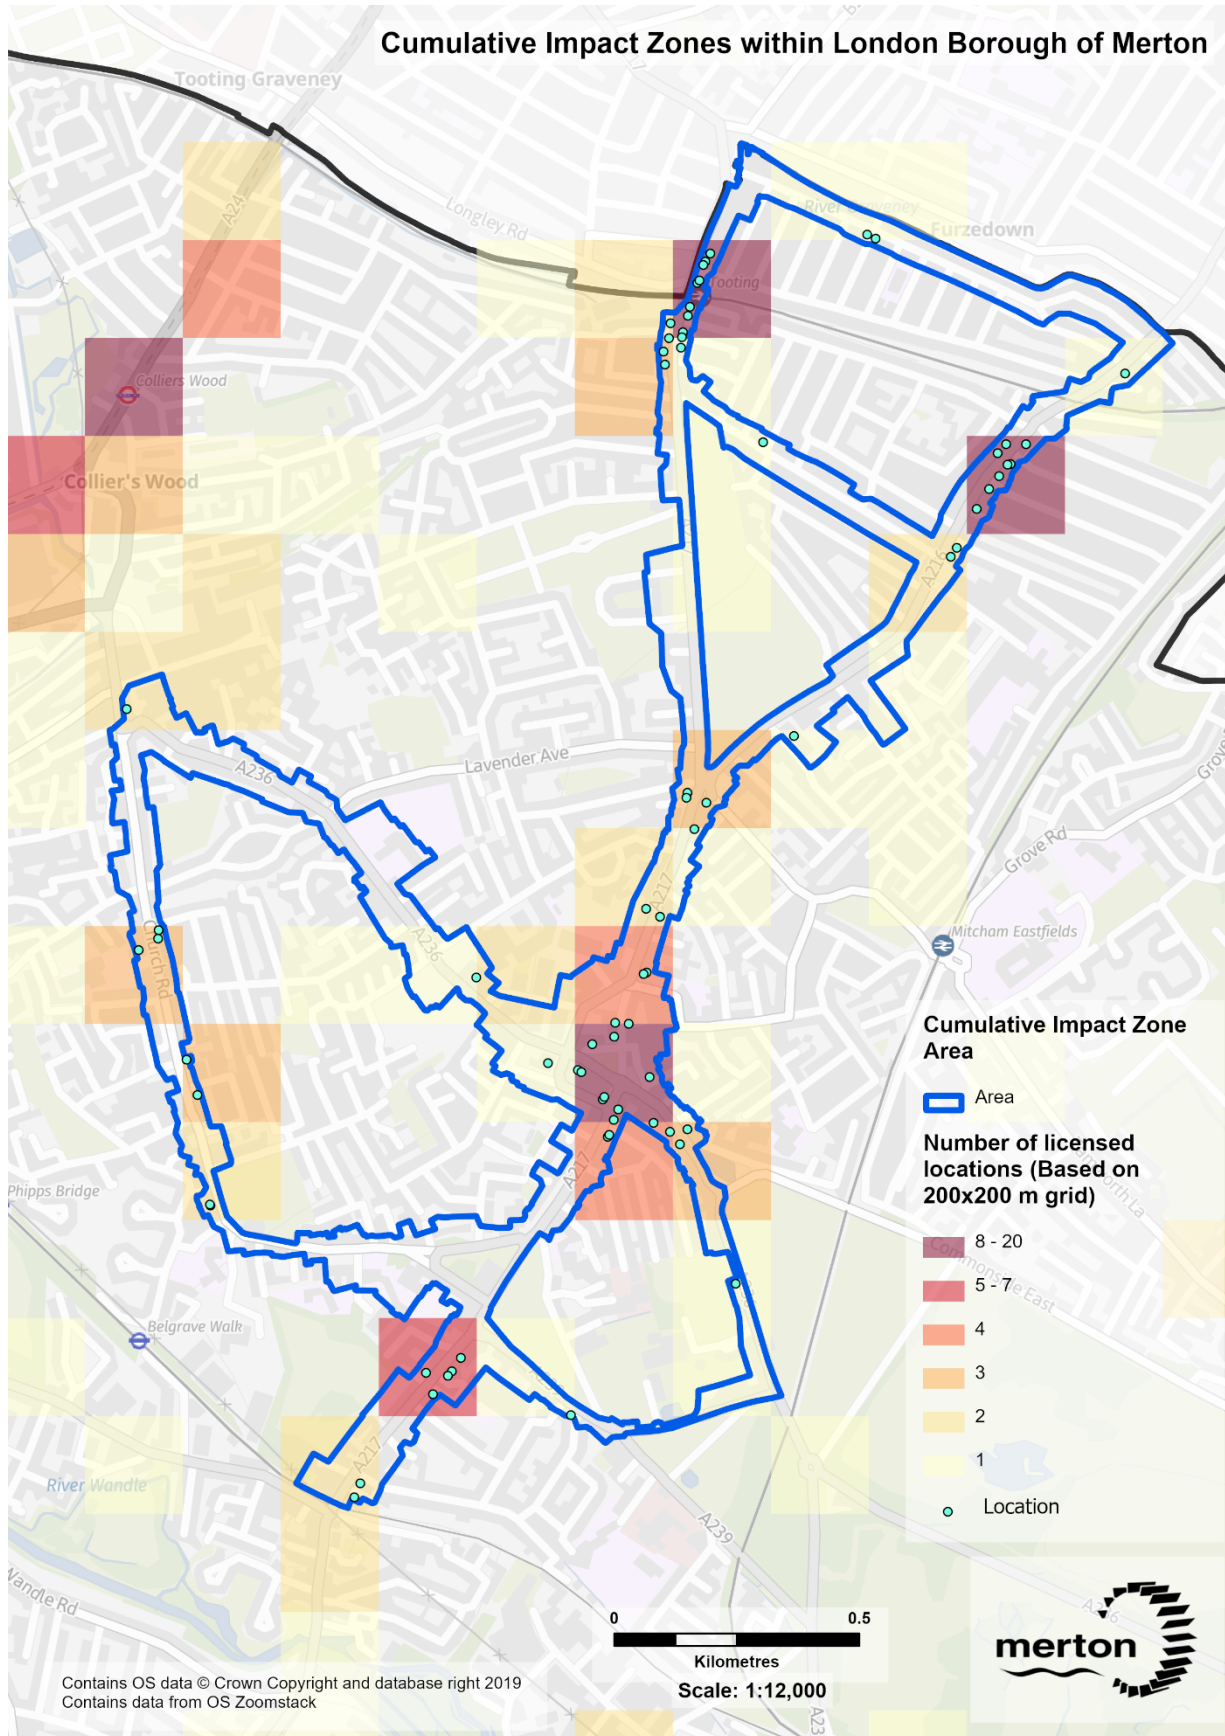 Cumulative Impact Zones within London Borough of Merton
Tooting Graveney
A24
Longley Rd
River Graveney
Furzedown
Tooting
Colliers Wood
Collier's Wood
A217
A216
Lavender Ave
A236
Grove Rd
A217
Mitcham Eastfields
Church Rd
A236
A217
Phipps Bridge
Belgrave Walk
A217
River Wandle
A239
Wandle Rd
Commonside East
Cumulative Impact Zone
Area
Area
Number of licensed
locations (Based on
200x200 m grid)
8 - 20
5 - 7
4
3
2
1
Location
0 0.5
Kilometres
Scale: 1:12,000
Contains OS data © Crown Copyright and database right 2019
Contains data from OS Zoomstack
merton